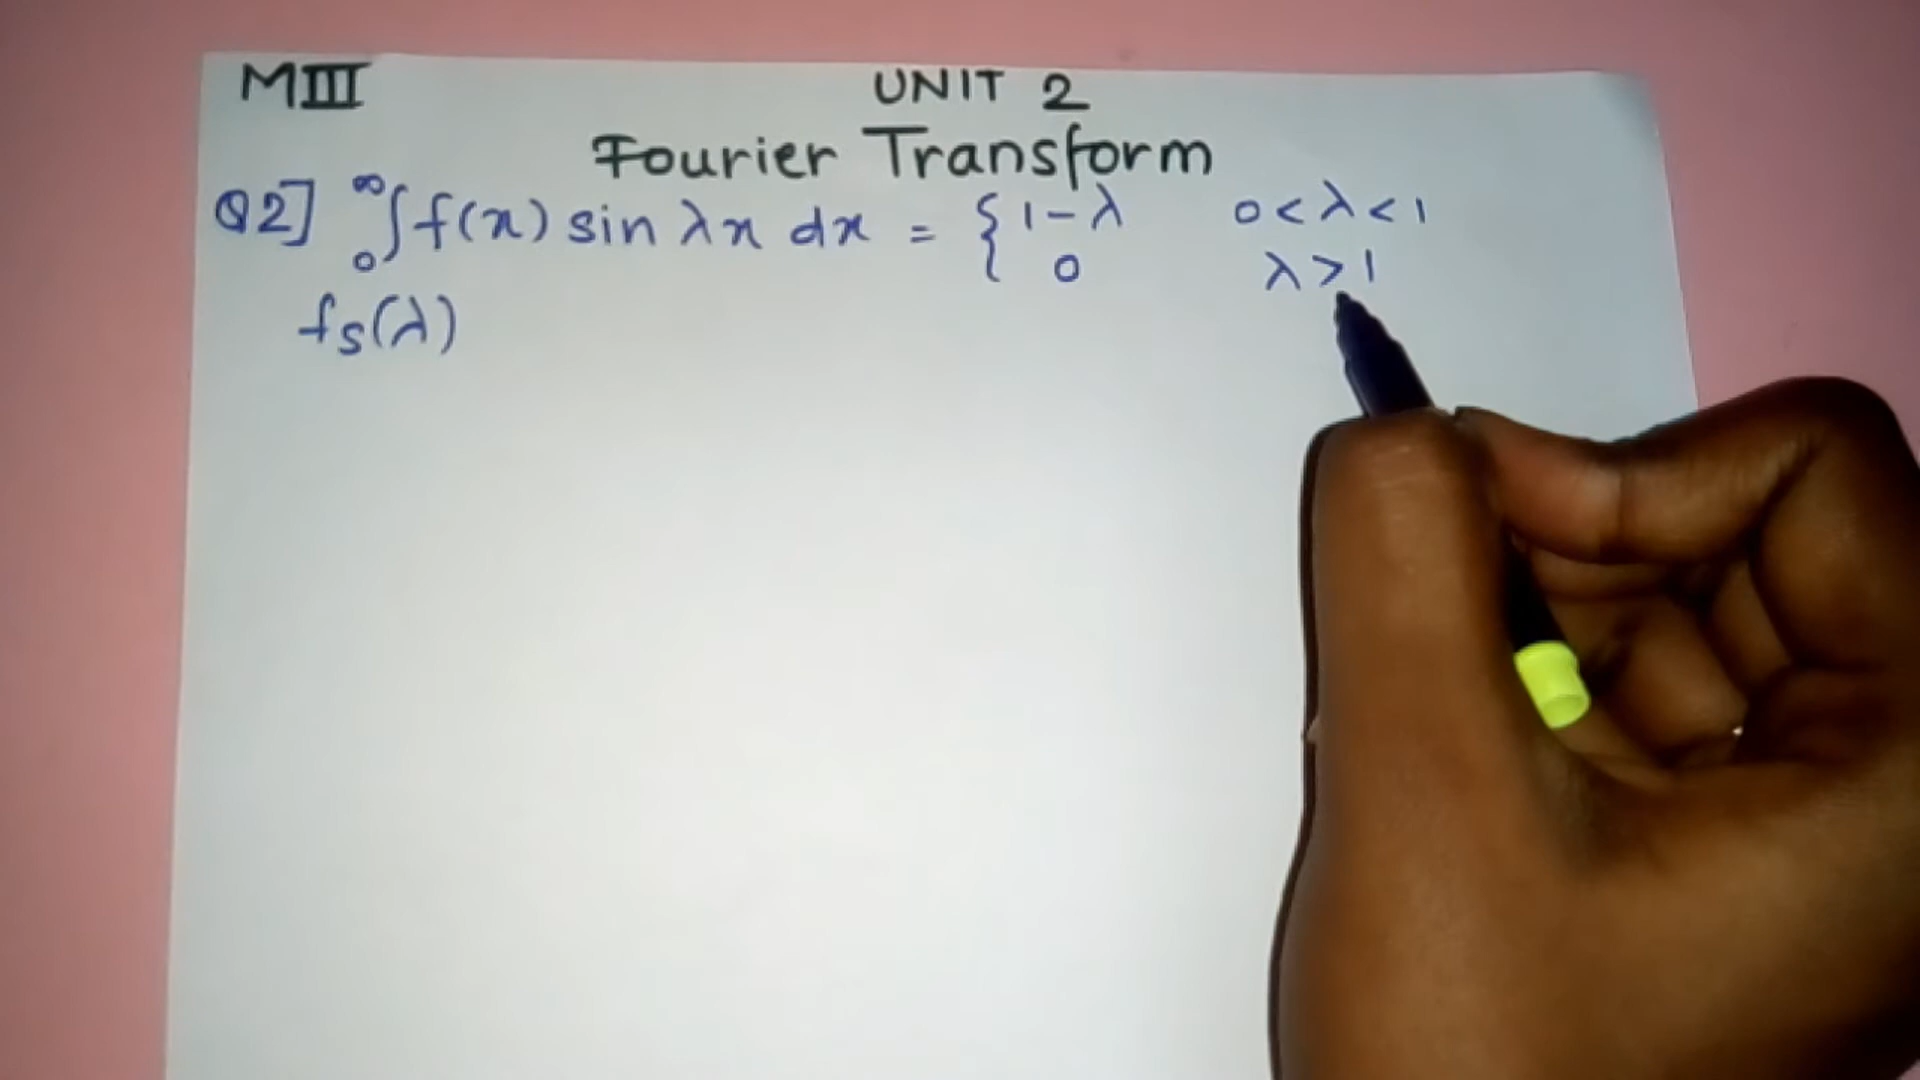 MIII UNIT 2
Fourier Transform
Q2] ∞∫0 f(x) sin λx dx = { 1-λ 0<λ<1
0 λ>1
fs(λ)